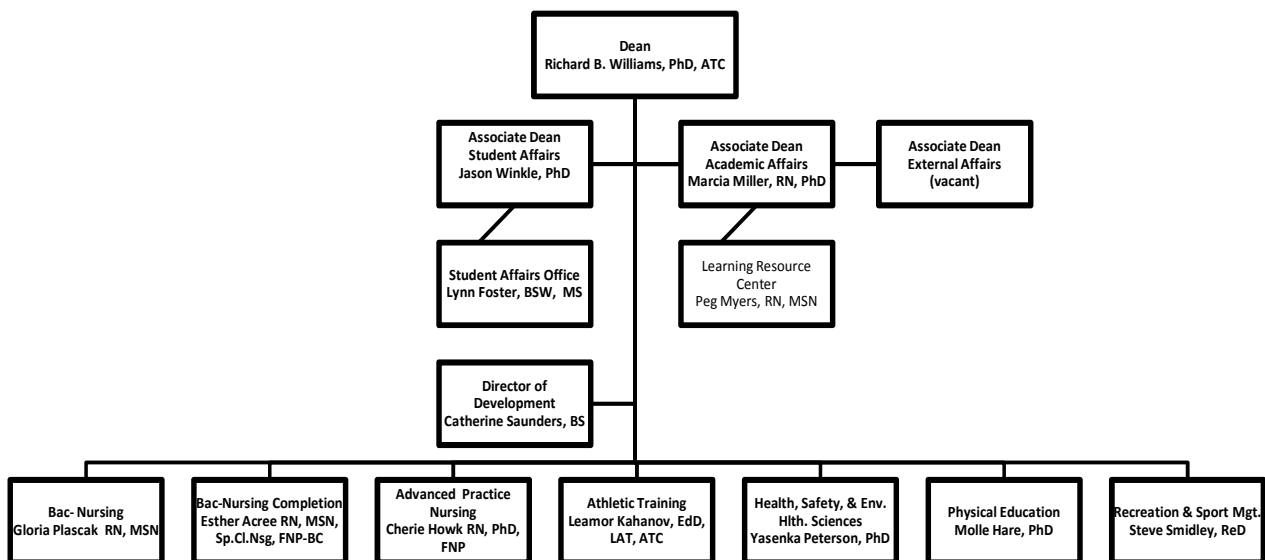 Dean
Richard B. Williams, PhD, ATC
Associate Dean
Student Affairs
Jason Winkle, PhD
Associate Dean
Academic Affairs
Marcia Miller, RN, PhD
Associate Dean
External Affairs
(vacant)
Student Affairs Office
Lynn Foster, BSW, MS
Learning Resource
Center
Peg Myers, RN, MSN
Director of
Development
Catherine Saunders, BS
Bac- Nursing
Gloria Plascak RN, MSN
Bac-Nursing Completion
Esther Acree RN, MSN,
Sp.Cl.Nsg, FNP-BC
Advanced Practice
Nursing
Cherie Howk RN, PhD,
FNP
Athletic Training
Leamor Kahanov, EdD,
LAT, ATC
Health, Safety, & Env.
Hlth. Sciences
Yasenka Peterson, PhD
Physical Education
Molle Hare, PhD
Recreation & Sport Mgt.
Steve Smidley, ReD